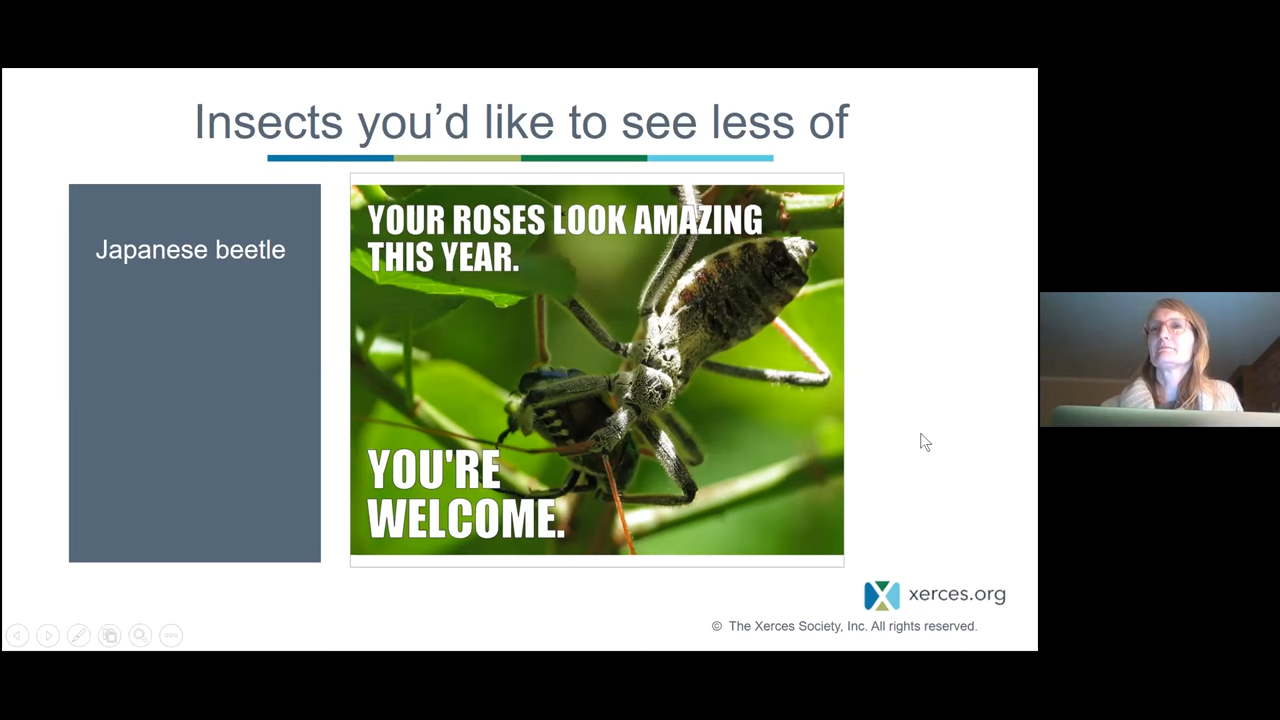 Insects you'd like to see less of
Japanese beetle
YOUR ROSES LOOK AMAZING
THIS YEAR.
YOU'RE
WELCOME.
xerces.org
© The Xerces Society, Inc. All rights reserved.